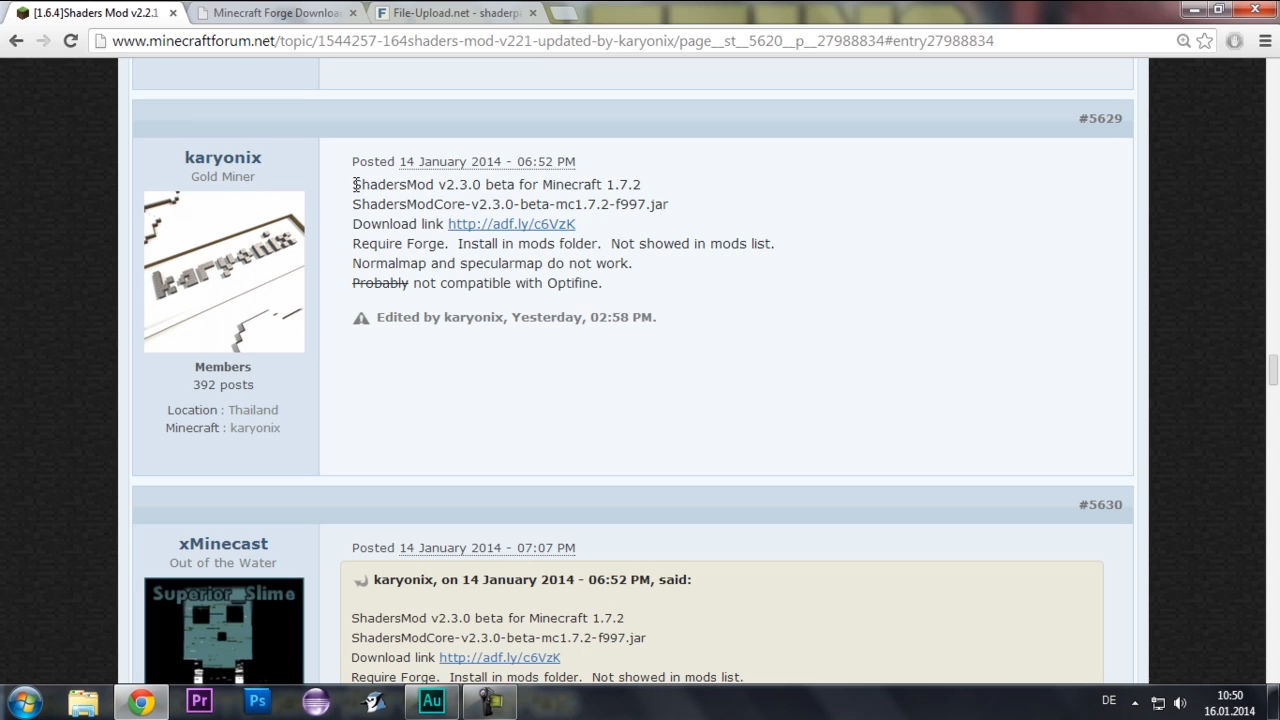 [1.6.4]Shaders Mod v2.2.1
Minecraft Forge Downloa
File-Upload.net - shaderp
www.minecraftforum.net/topic/1544257-164shaders-mod-v221-updated-by-karyonix/page__st__5620__p__27988834#entry27988834
#5629
karyonix
Gold Miner
karyonix
Members
392 posts
Location : Thailand
Minecraft : karyonix
Posted 14 January 2014 - 06:52 PM
ShadersMod v2.3.0 beta for Minecraft 1.7.2
ShadersModCore-v2.3.0-beta-mc1.7.2-f997.jar
Download link http://adf.ly/c6VzK
Require Forge. Install in mods folder. Not showed in mods list.
Normalmap and specularmap do not work.
Probably not compatible with Optifine.
Edited by karyonix, Yesterday, 02:58 PM.
#5630
xMinecast
Out of the Water
Superior_Slime
Posted 14 January 2014 - 07:07 PM
karyonix, on 14 January 2014 - 06:52 PM, said:
ShadersMod v2.3.0 beta for Minecraft 1.7.2
ShadersModCore-v2.3.0-beta-mc1.7.2-f997.jar
Download link http://adf.ly/c6VzK
Require Forge. Install in mods folder. Not showed in mods list.
Pr
Ps
Au
DE
10:50
16.01.2014